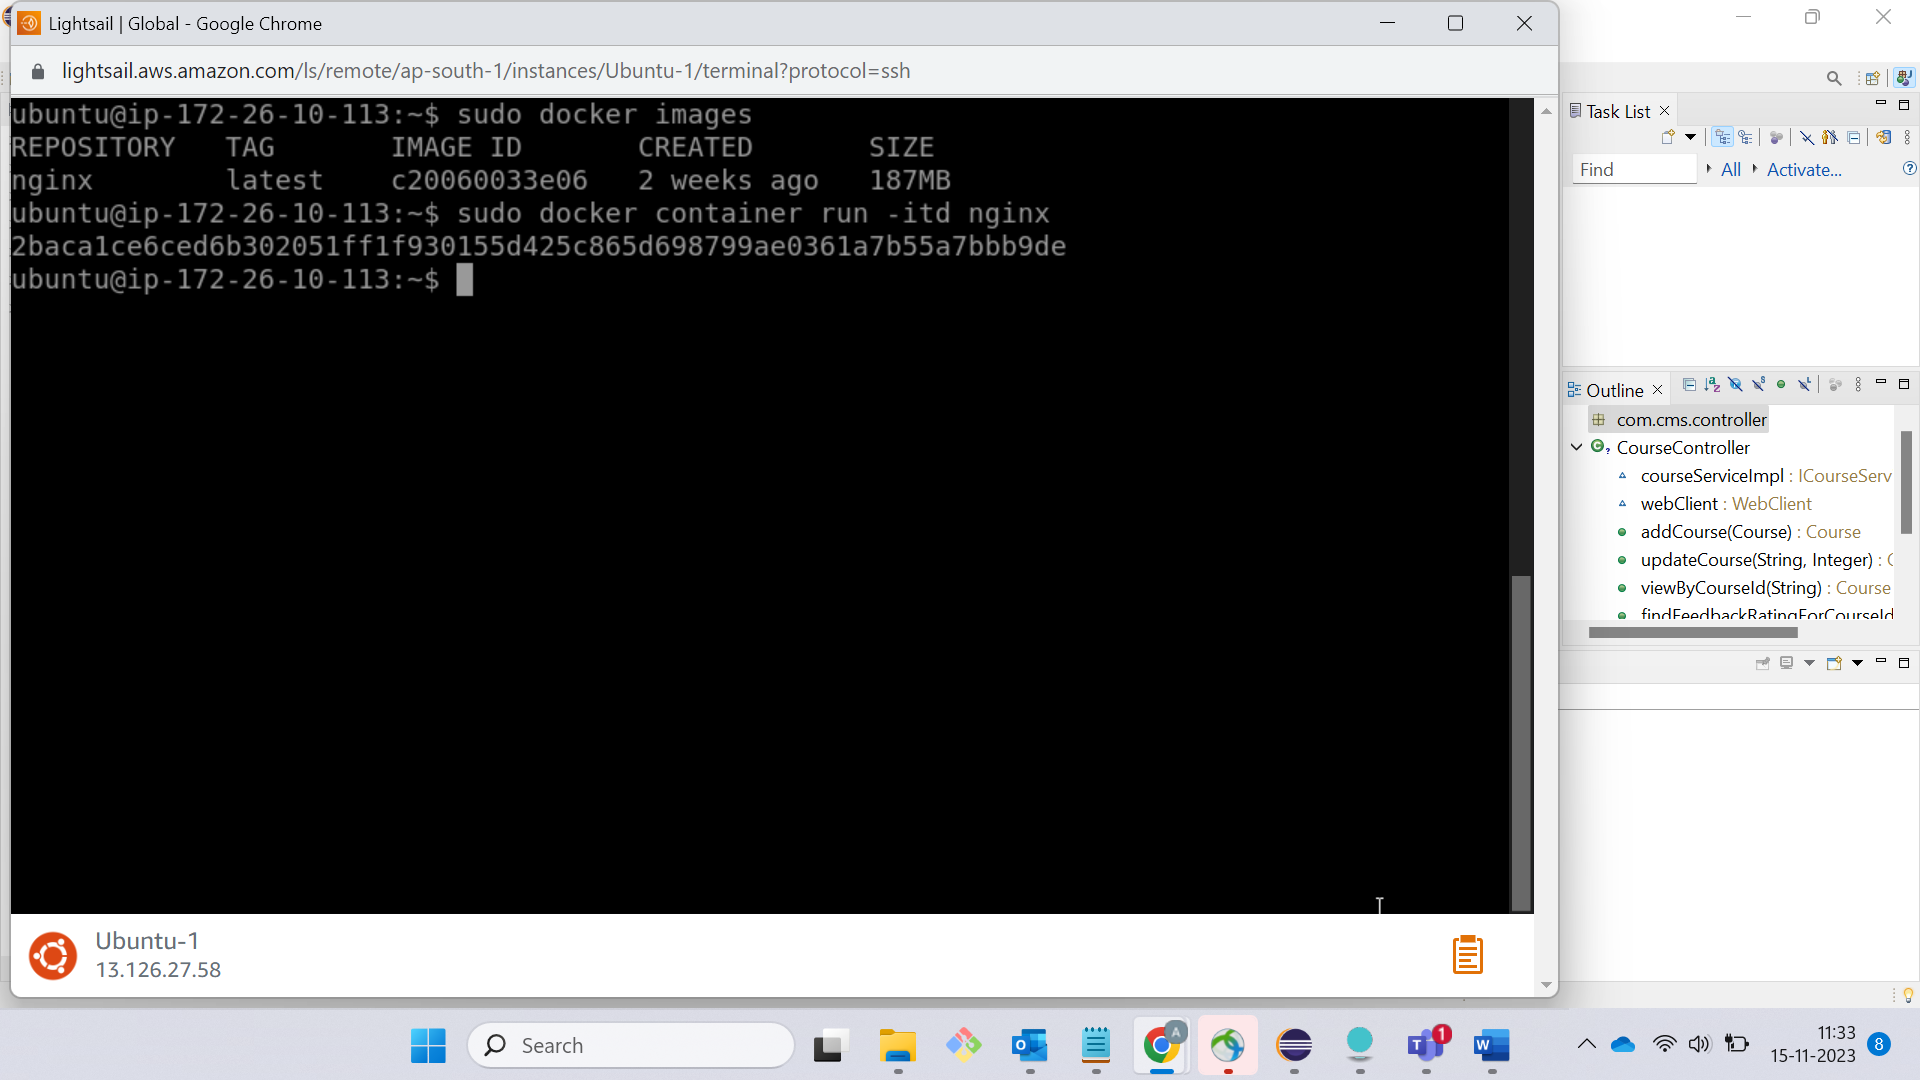 Lightsail | Global - Google Chrome
lightsail.aws.amazon.com/ls/remote/ap-south-1/instances/Ubuntu-1/terminal?protocol=ssh
ubuntu@ip-172-26-10-113:~$ sudo docker images
REPOSITORY TAG IMAGE ID CREATED SIZE
nginx latest c20060033e06 2 weeks ago 187MB
ubuntu@ip-172-26-10-113:~$ sudo docker container run -itd nginx
2baca1ce6ced6b302051ff1f930155d425c865d698799ae0361a7b55a7bbb9de
ubuntu@ip-172-26-10-113:~$
Ubuntu-1
13.126.27.58
Task List
Find All Activate...
Outline
com.cms.controller
CourseController
courseServiceImpl : ICourseServ
webClient : WebClient
addCourse(Course) : Course
updateCourse(String, Integer) : C
viewByCourseId(String) : Course
findFeedbackRatingForCourseId
Search
A
1
11:33
15-11-2023
8